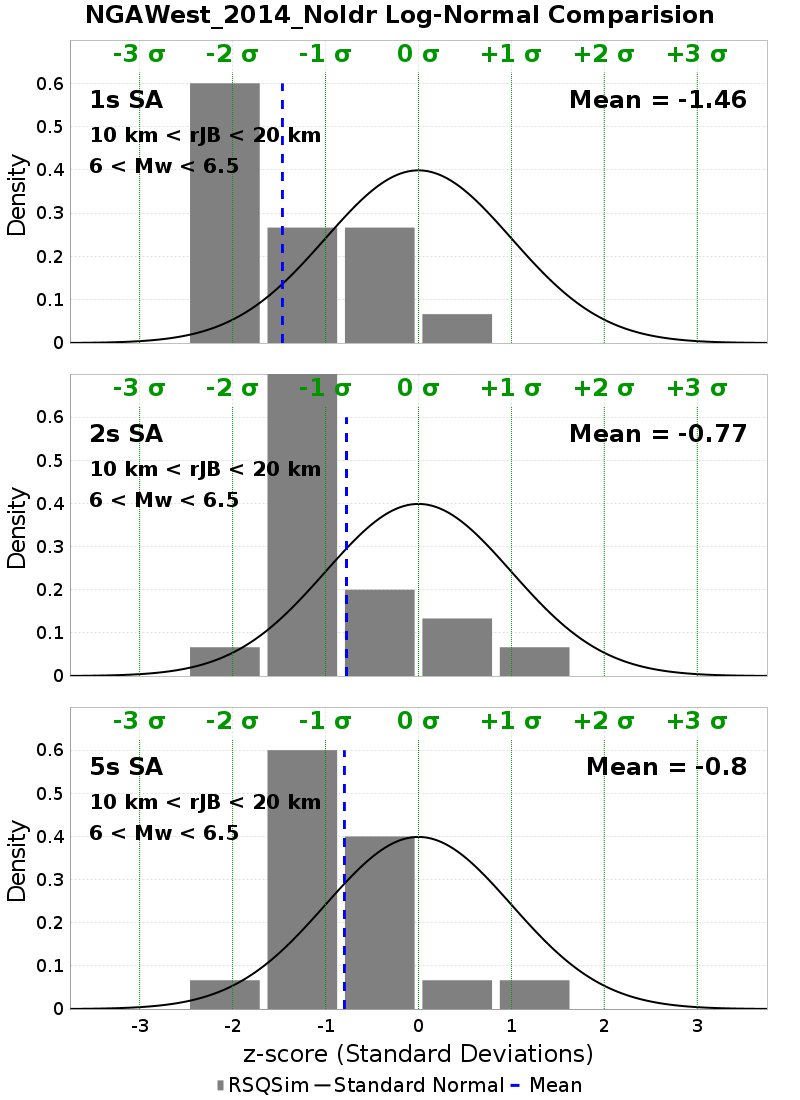 NGAWest_2014_NoIdr Log-Normal Comparision
-3 σ -2 σ -1 σ 0 σ +1 σ +2 σ +3 σ
1s SA Mean = -1.46
10 km < rJB < 20 km
6 < Mw < 6.5
0.6
0.5
0.4
0.3
0.2
0.1
0
Density
-3 σ -2 σ -1 σ 0 σ +1 σ +2 σ +3 σ
2s SA Mean = -0.77
10 km < rJB < 20 km
6 < Mw < 6.5
0.6
0.5
0.4
0.3
0.2
0.1
0
Density
-3 σ -2 σ -1 σ 0 σ +1 σ +2 σ +3 σ
5s SA Mean = -0.8
10 km < rJB < 20 km
6 < Mw < 6.5
0.6
0.5
0.4
0.3
0.2
0.1
0
Density
-3 -2 -1 0 1 2 3
z-score (Standard Deviations)
RSQSim Standard Normal Mean